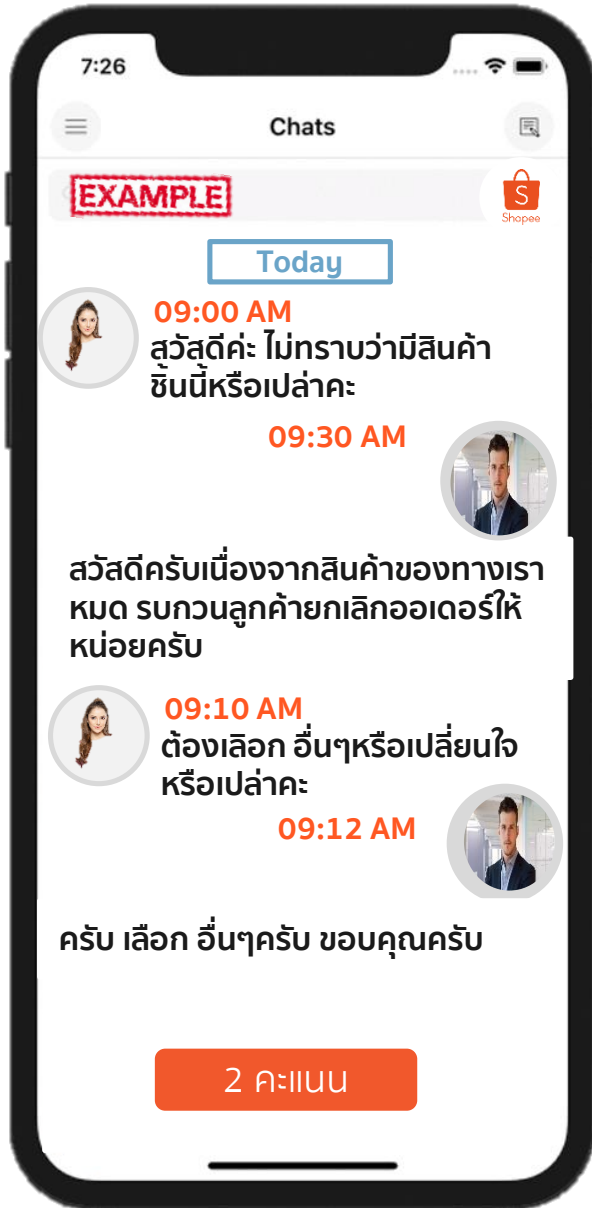 7:26
Chats
EXAMPLE
S
Shopee
Today
09:00 AM
สวัสดีค่ะ ไม่ทราบว่ามีสินค้า
ชิ้นนี้หรือเปล่าคะ
09:30 AM
สวัสดีครับเนื่องจากสินค้าของทางเรา
หมด รบกวนลูกค้ายกเลิกออเดอร์ให้
หน่อยครับ
09:10 AM
ต้องเลือก อื่นๆหรือเปลี่ยนใจ
หรือเปล่าคะ
09:12 AM
ครับ เลือก อื่นๆครับ ขอบคุณครับ
2 คะแนน